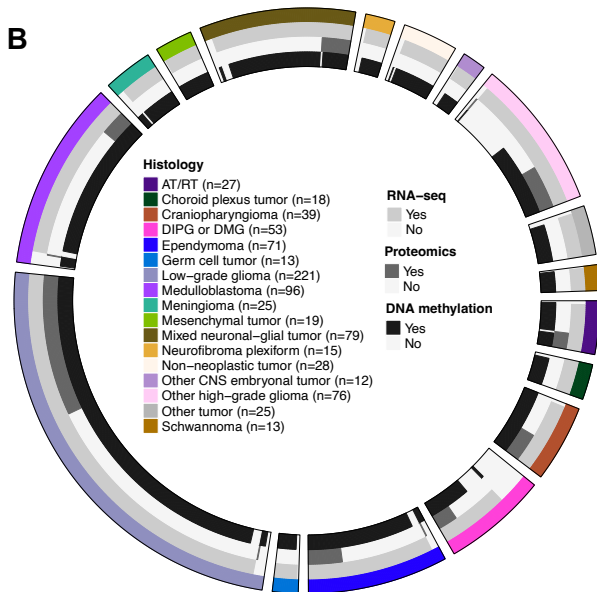 B
Histology
AT/RT (n=27)
Choroid plexus tumor (n=18)
Craniopharyngioma (n=39)
DIPG or DMG (n=53)
Ependymoma (n=71)
Germ cell tumor (n=13)
Low−grade glioma (n=221)
Medulloblastoma (n=96)
Meningioma (n=25)
Mesenchymal tumor (n=19)
Mixed neuronal−glial tumor (n=79)
Neurofibroma plexiform (n=15)
Non−neoplastic tumor (n=28)
Other CNS embryonal tumor (n=12)
Other high−grade glioma (n=76)
Other tumor (n=25)
Schwannoma (n=13)
RNA−seq
Yes
No
Proteomics
Yes
No
DNA methylation
Yes
No